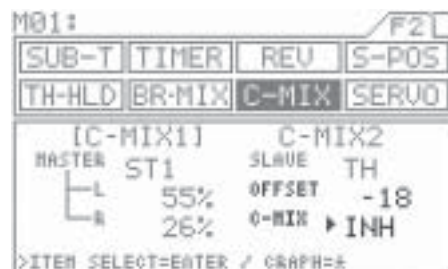 M01: F2
SUB-T TIMER REV S-POS
TH-HLD BR-MIX C-MIX SERVO
[C-MIX1] C-MIX2
MASTER ST1 SLAVE TH
L 55% OFFSET -18
R 26% C-MIX ▶INH
>ITEM SELECT=ENTER / GRAPH=±